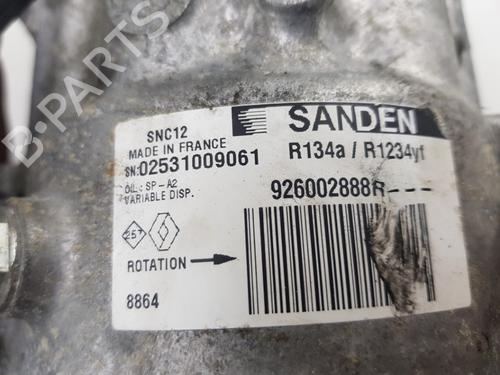 B-PARTS
SNC12
MADE IN FRANCE
SN:02531009061
OIL: SP-A2
VARIABLE DISP.
SANDEN
R134a / R1234yf
926002888R---
257
ROTATION
8864